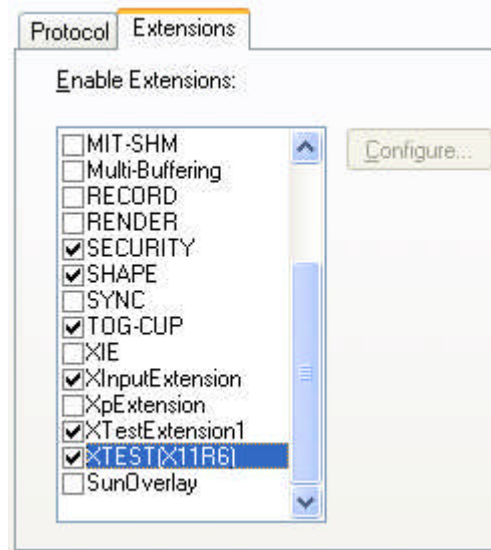 Protocol Extensions
Enable Extensions:
MIT-SHM
Configure...
Multi-Buffering
RECORD
RENDER
SECURITY
SHAPE
SYNC
TOG-CUP
XIE
XInputExtension
XpExtension
XTestExtension1
XTEST(X11R6)
SunOverlay